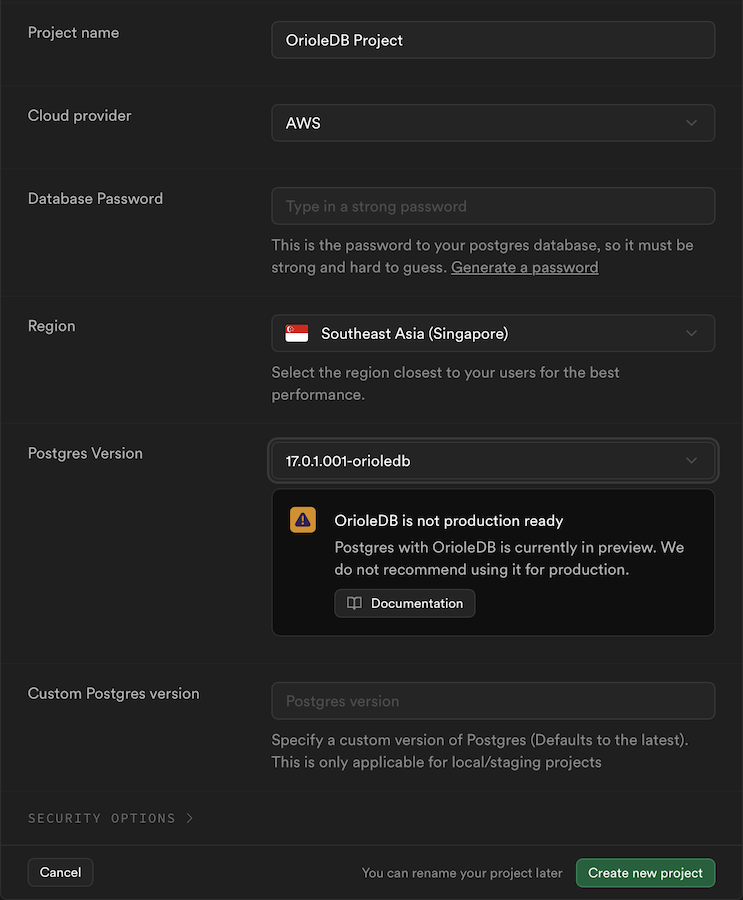 Project name
OrioleDB Project
Cloud provider
AWS
Database Password
Type in a strong password
This is the password to your postgres database, so it must be
strong and hard to guess. Generate a password
Region
Southeast Asia (Singapore)
Select the region closest to your users for the best
performance.
Postgres Version
17.0.1.001-orioledb
OrioleDB is not production ready
Postgres with OrioleDB is currently in preview. We
do not recommend using it for production.
Documentation
Custom Postgres version
Postgres version
Specify a custom version of Postgres (Defaults to the latest).
This is only applicable for local/staging projects
SECURITY OPTIONS >
Cancel
You can rename your project later
Create new project